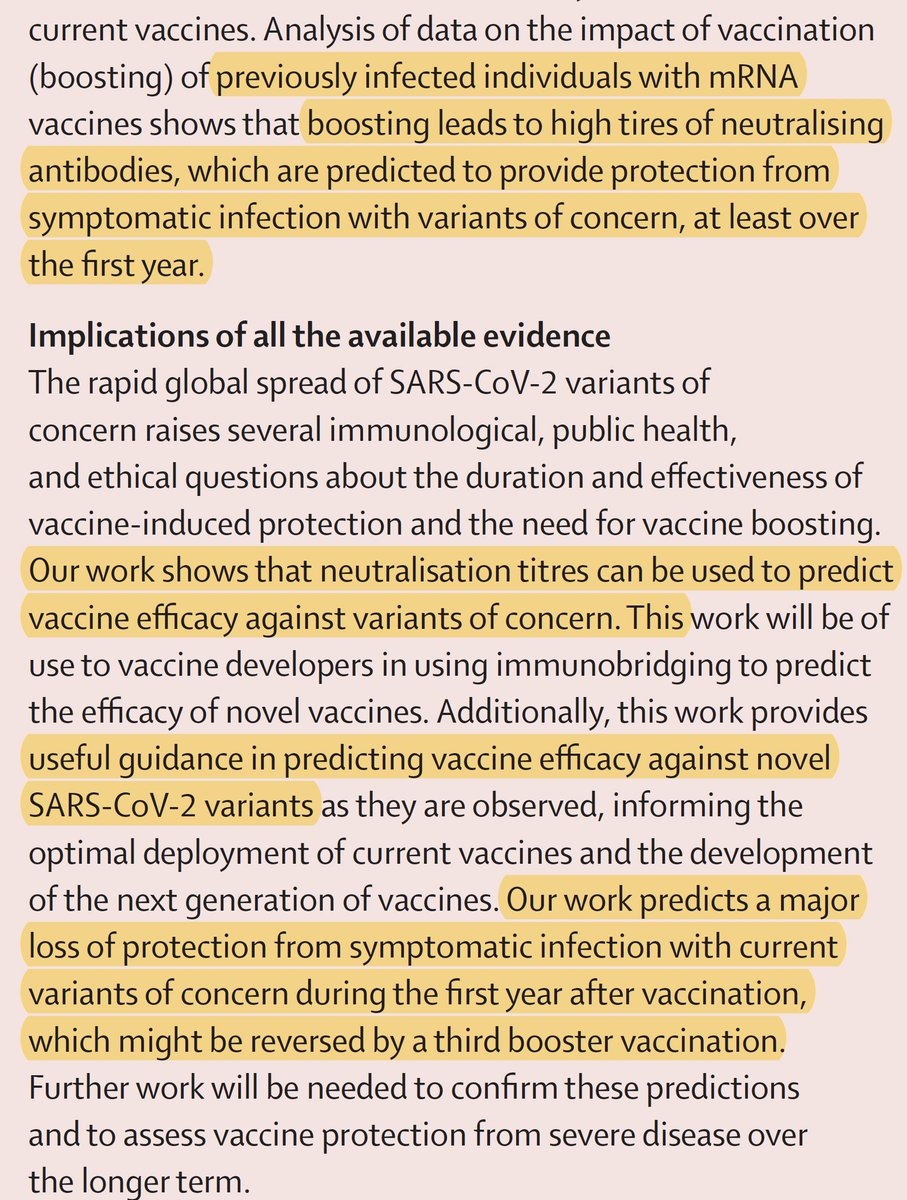 current vaccines. Analysis of data on the impact of vaccination
(boosting) of previously infected individuals with mRNA
vaccines shows that boosting leads to high tires of neutralising
antibodies, which are predicted to provide protection from
symptomatic infection with variants of concern, at least over
the first year.
Implications of all the available evidence
The rapid global spread of SARS-CoV-2 variants of
concern raises several immunological, public health,
and ethical questions about the duration and effectiveness of
vaccine-induced protection and the need for vaccine boosting.
Our work shows that neutralisation titres can be used to predict
vaccine efficacy against variants of concern. This work will be of
use to vaccine developers in using immunobridging to predict
the efficacy of novel vaccines. Additionally, this work provides
useful guidance in predicting vaccine efficacy against novel
SARS-CoV-2 variants as they are observed, informing the
optimal deployment of current vaccines and the development
of the next generation of vaccines. Our work predicts a major
loss of protection from symptomatic infection with current
variants of concern during the first year after vaccination,
which might be reversed by a third booster vaccination.
Further work will be needed to confirm these predictions
and to assess vaccine protection from severe disease over
the longer term.